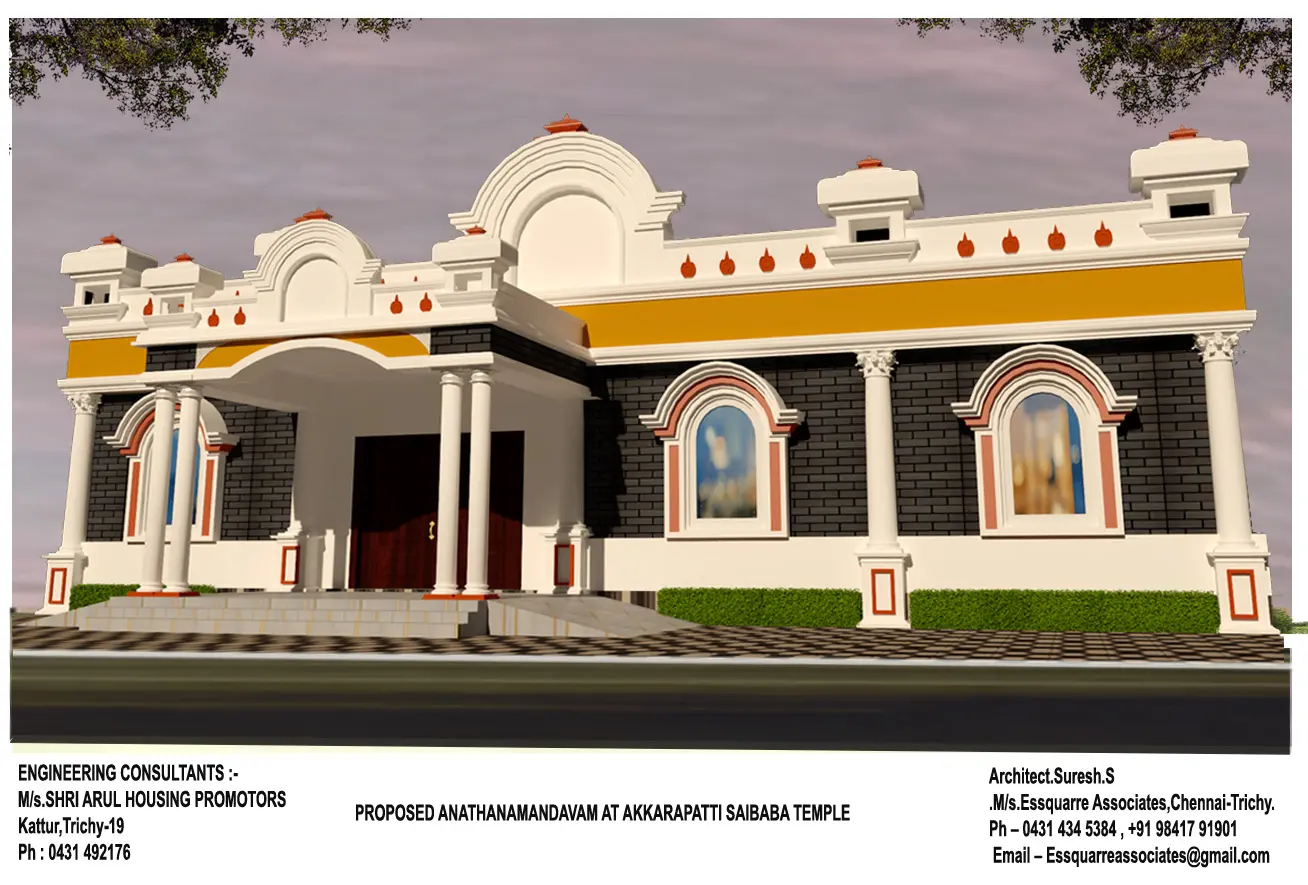 ENGINEERING CONSULTANTS :-
M/s.SHRI ARUL HOUSING PROMOTORS
Kattur,Trichy-19
Ph : 0431 492176
PROPOSED ANATHANAMANDAVAM AT AKKARAPATTI SAIBABA TEMPLE
Architect.Suresh.S
.M/s.Essquarre Associates,Chennai-Trichy.
Ph – 0431 434 5384 , +91 98417 91901
Email – Essquarreassociates@gmail.com